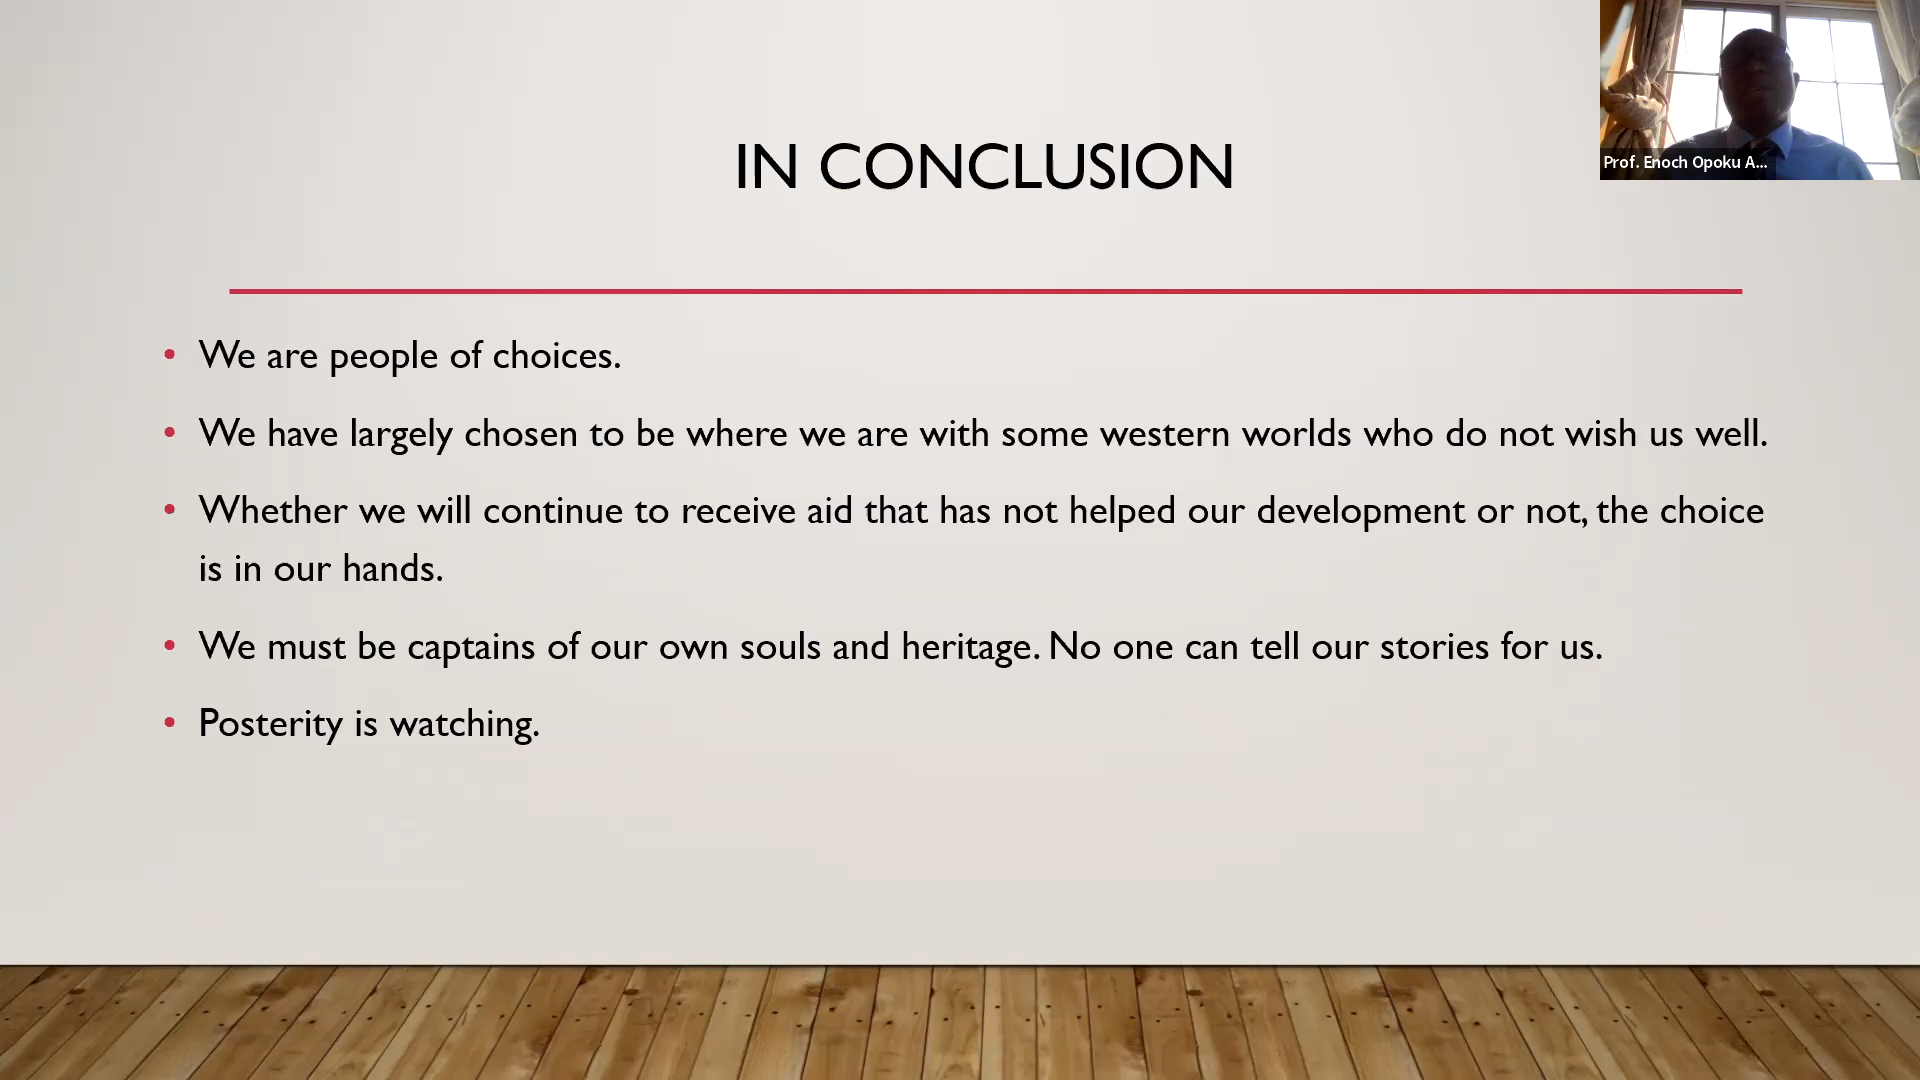 IN CONCLUSION
Prof. Enoch Opoku A...
• We are people of choices.
• We have largely chosen to be where we are with some western worlds who do not wish us well.
• Whether we will continue to receive aid that has not helped our development or not, the choice
is in our hands.
• We must be captains of our own souls and heritage. No one can tell our stories for us.
• Posterity is watching.